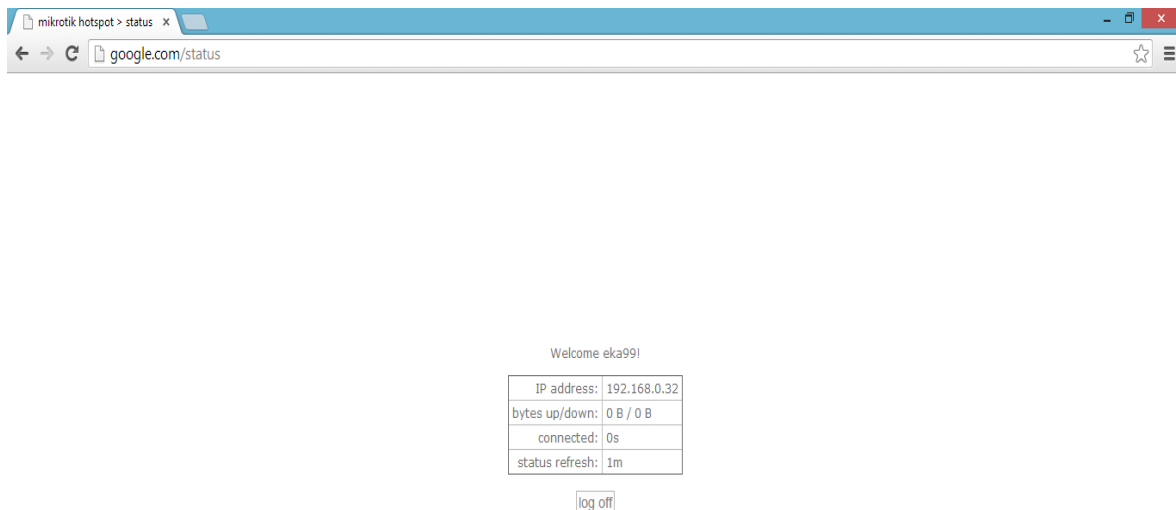 mikrotik hotspot > status
google.com/status
Welcome eka99!
IP address: 192.168.0.32
bytes up/down: 0 B / 0 B
connected: 0s
status refresh: 1m
log off